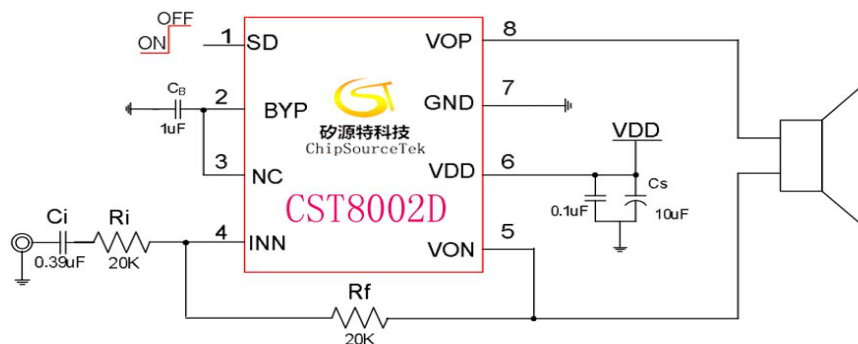 OFF
ON
1
SD
VOP
8
CB
1uF
2
BYP
GND
7
ST
矽源特科技
ChipSourceTek
VDD
3
NC
VDD
6
0.1uF
Cs
10uF
CST8002D
Ci
0.39uF
Ri
20K
4
INN
VON
5
Rf
20K